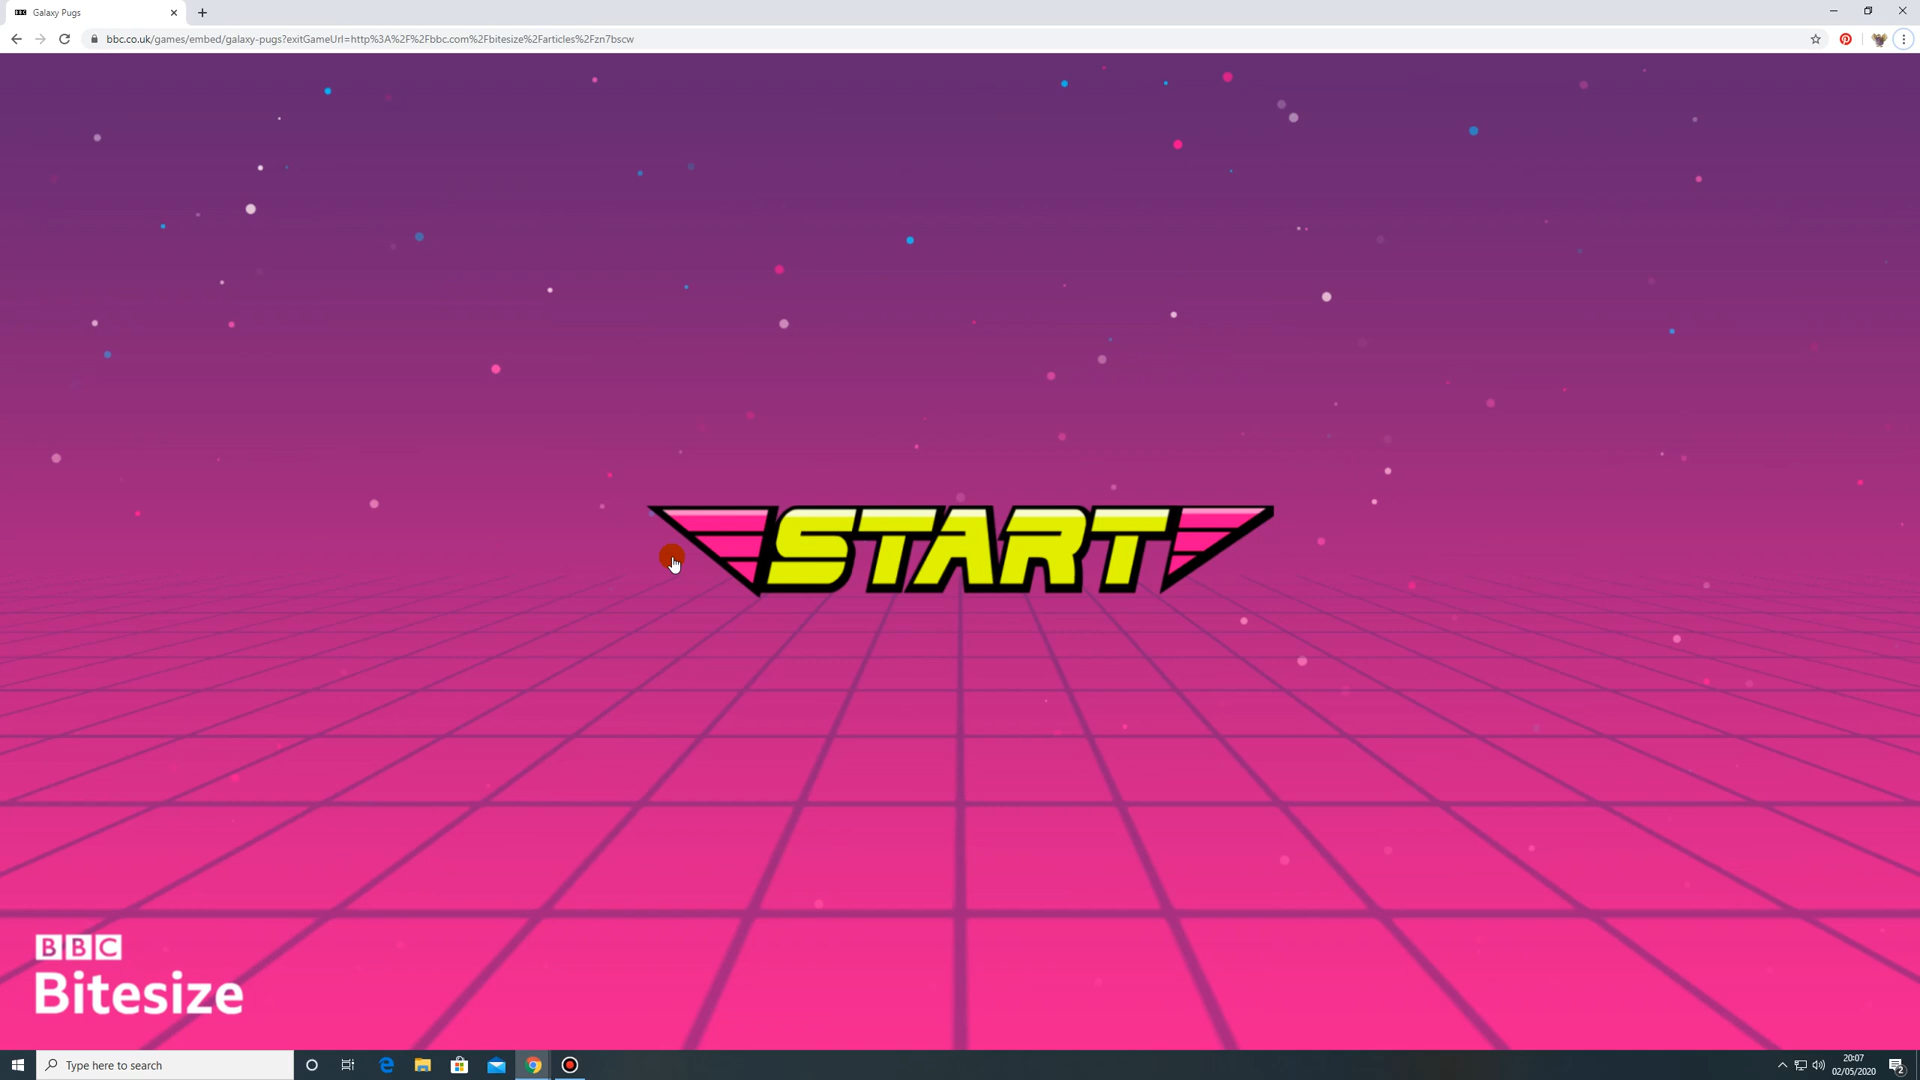 Galaxy Pugs
bbc.co.uk/games/embed/galaxy-pugs?exitGameUrl=http%3A%2F%2Fbbc.com%2Fbitesize%2Farticles%2Fzn7bscw
START
BBC
Bitesize
Type here to search
20:07
02/05/2020
2